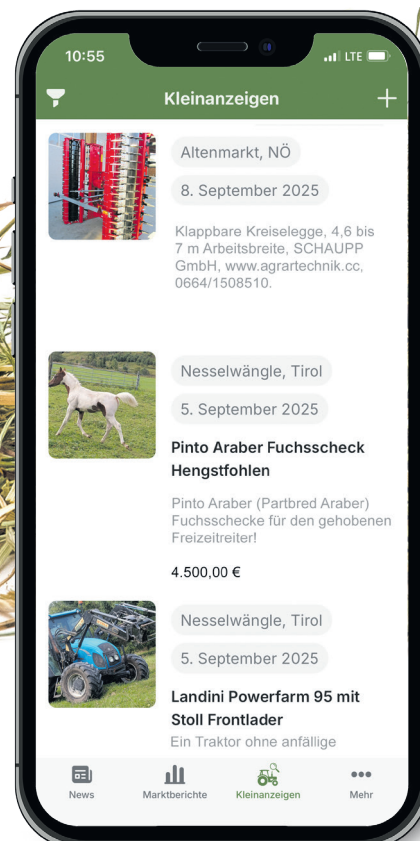 10:55
LTE
Kleinanzeigen
Altenmarkt, NÖ
8. September 2025
Klappbare Kreiselegge, 4,6 bis
7 m Arbeitsbreite, SCHAUPP
GmbH, www.agrartechnik.cc,
0664/1508510.
Nesselwängle, Tirol
5. September 2025
Pinto Araber Fuchsscheck
Hengstfohlen
Pinto Araber (Partbred Araber)
Fuchsschecke für den gehobenen
Freizeitreiter!
4.500,00 €
Nesselwängle, Tirol
5. September 2025
Landini Powerfarm 95 mit
Stoll Frontlader
Ein Traktor ohne anfällige
News
Marktberichte
Kleinanzeigen
Mehr